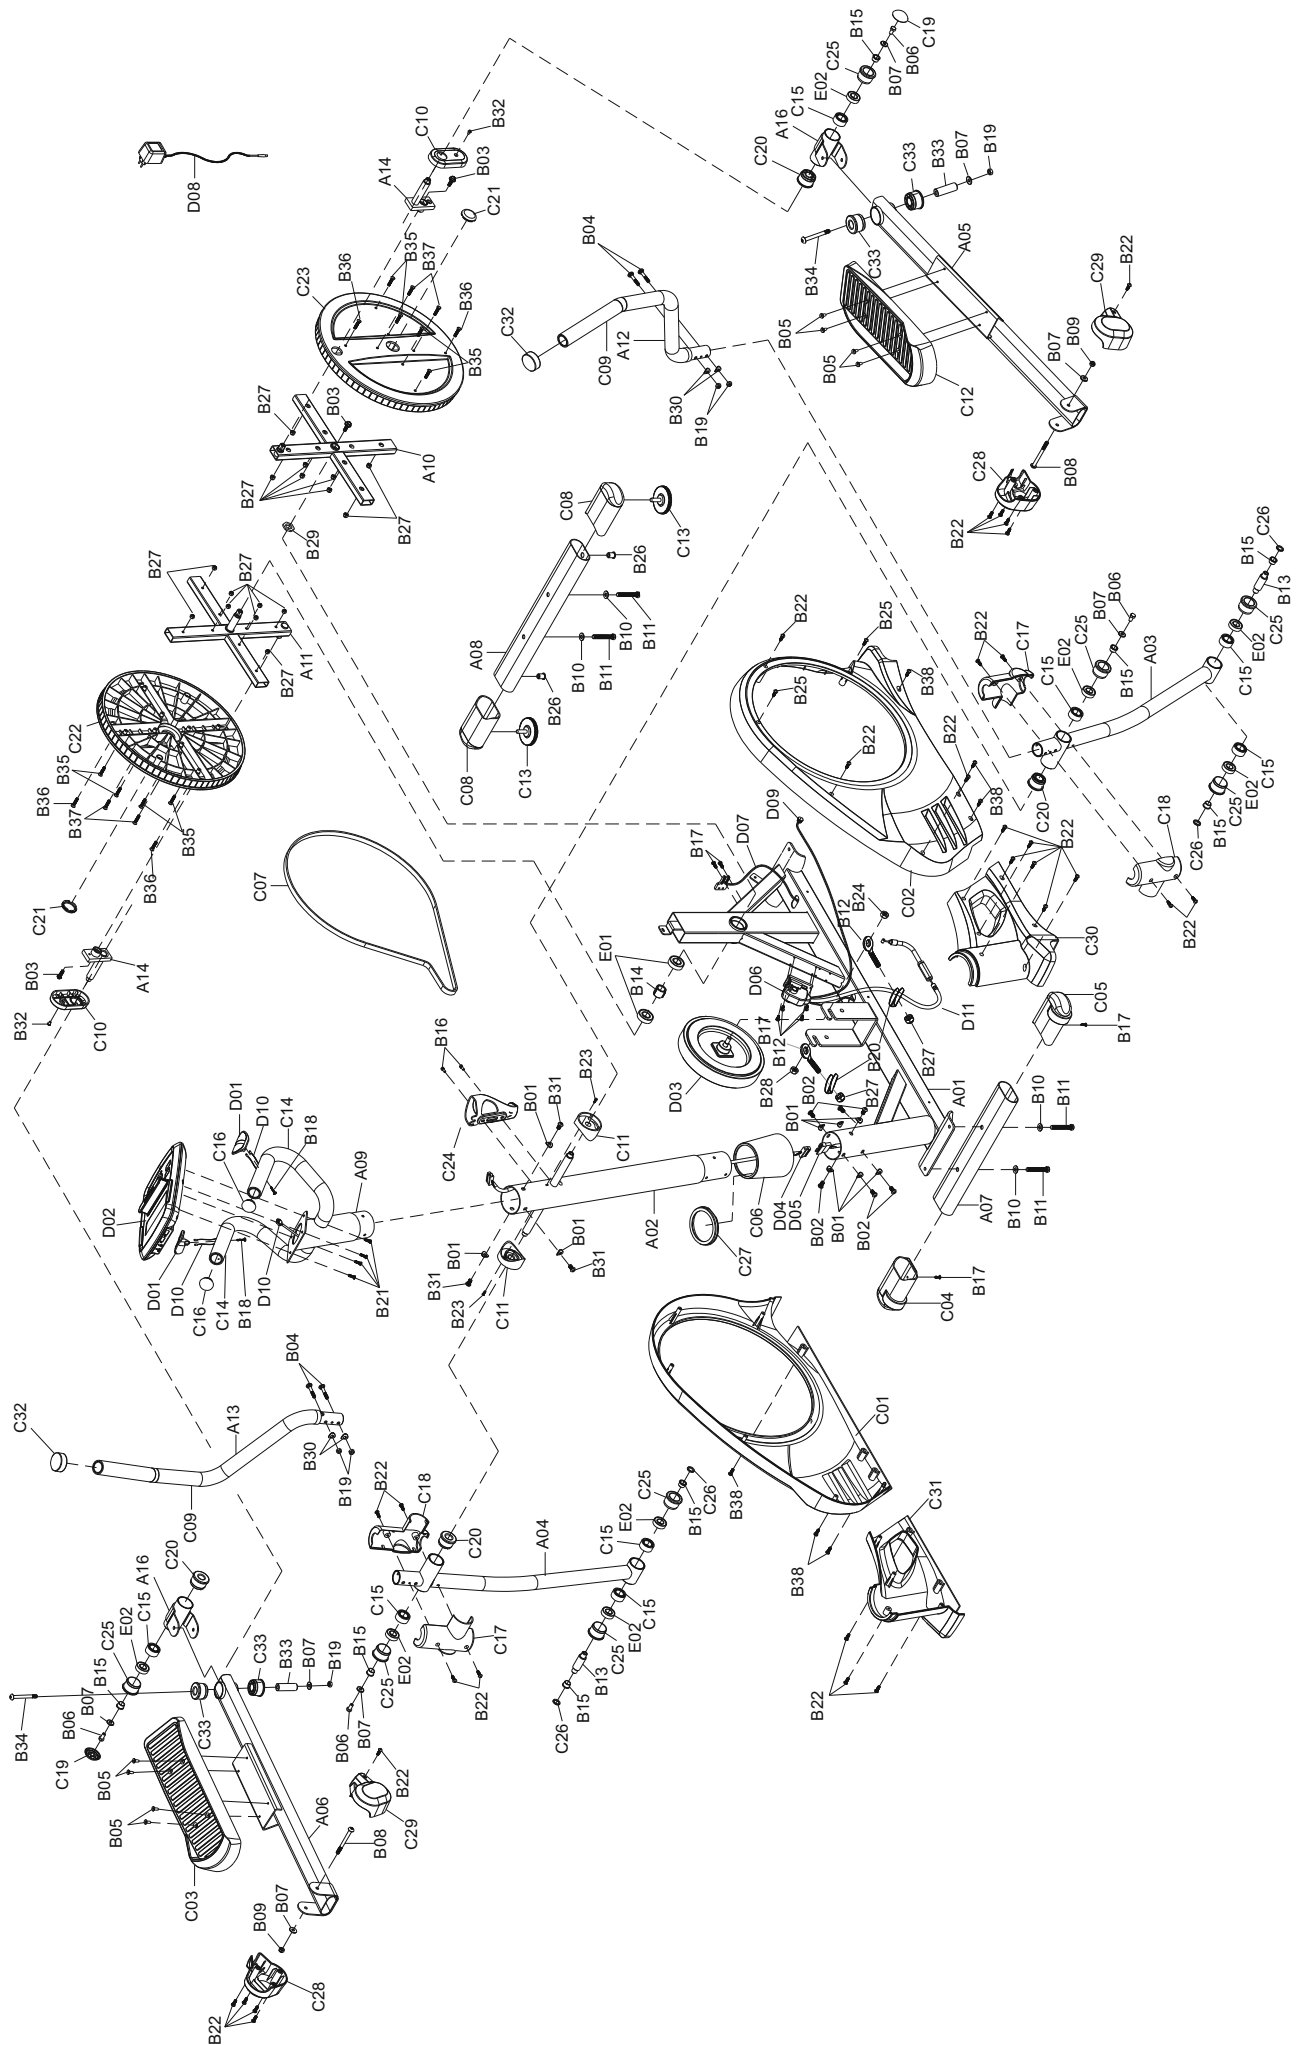 D08
C10
B32
A14
B03
C21
C23
B36
B35
B35
B37
B36
B35
B27
B03
A10
B27
B27
B29
B27
B27
A11
B27
C22
B35
B36
B37
B35
B36
C21
B03
A14
B32
C10
C07
C19
B15
B06
C25
B07
E02
C15
A16
C20
C33
B33
B07
B19
B34
C33
A05
B05
B05
C12
C29
B22
B07
B09
B08
C28
B22
B04
C32
C09
A12
B30
B19
C08
C13
B26
B11
B10
A08
B10
B11
B26
C08
C13
B22
B25
B25
B38
B22
B22
B38
C02
D09
D07
B17
B24
B12
E01
B14
D06
B17
B12
B20
D11
B27
B28
D03
B02
B27
B01
A01
C26
B15
B13
C25
E02
C15
B06
B07
C25
E02
B15
C15
A03
B22
C17
C20
C15
E02
C25
B15
C26
C18
B22
B22
C30
C05
B17
B10
B11
A07
B10
B11
C04
B17
B16
C24
B01
B31
B23
C11
A02
C06
D04
D05
B02
B01
B02
C27
B01
B31
B01
B31
B23
C11
D01
D10
C14
C16
B18
D02
A09
D01
D10
C16
C14
B18
D10
B21
C32
A13
B04
C09
B30
B19
C20
A16
C15
E02
C25
B15
B07
B06
C19
B34
C33
C33
B33
B07
B19
B05
B05
C03
A06
B08
C29
B22
B09
B07
C28
B22
B22
C18
C20
A04
C15
E02
C25
B15
B07
B06
C17
B22
C15
E02
C25
B15
C26
C15
E02
C25
B13
B15
C26
B38
C01
B38
C31
B22